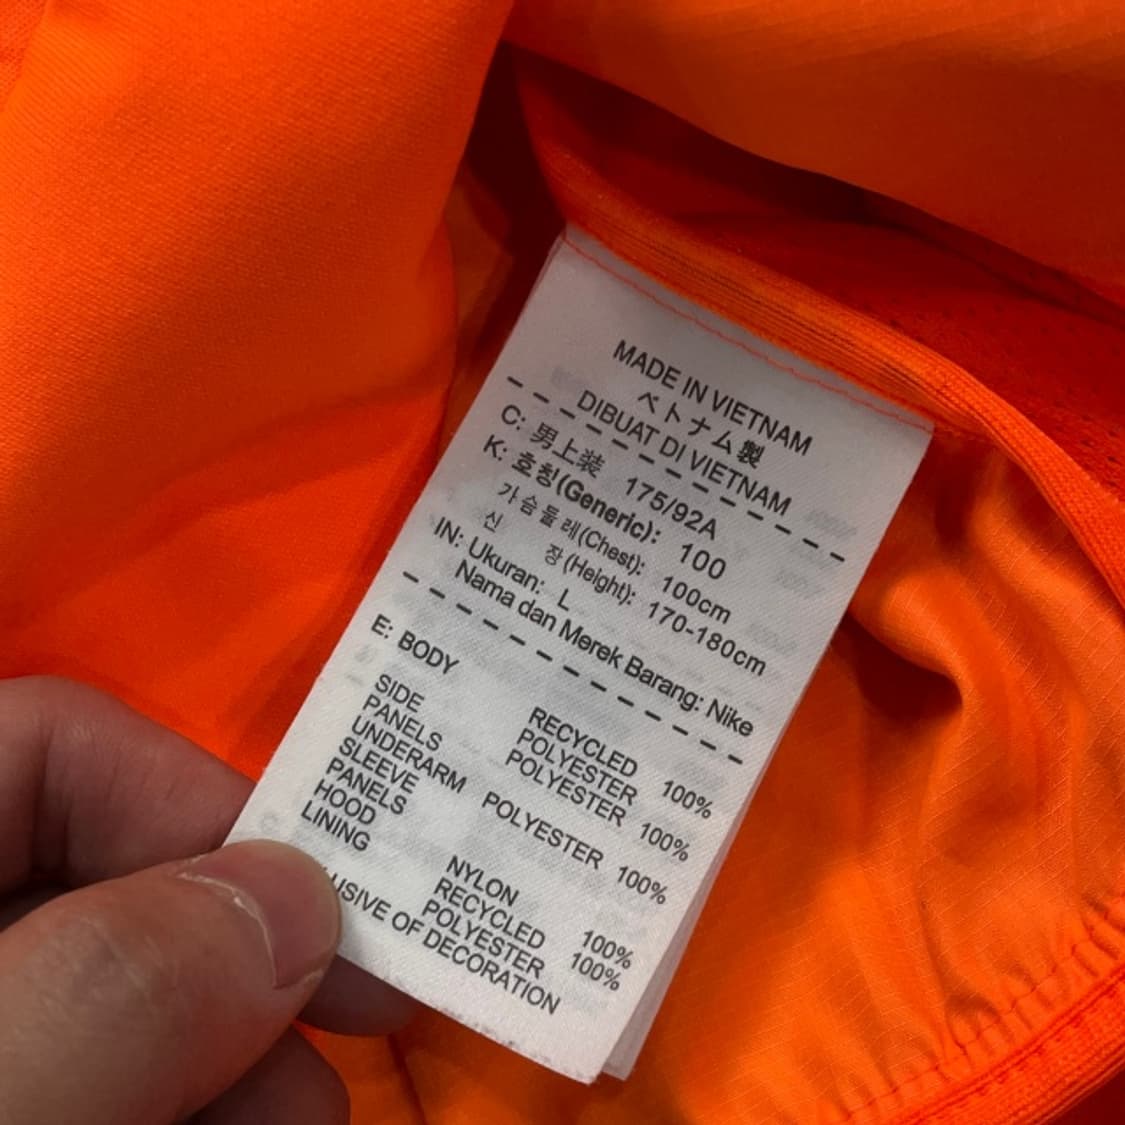 MADE IN VIETNAM
ベトナム製
DIBUAT DI VIETNAM
C: 男上装 175/92A
K: 호칭(Generic): 100
가슴둘레(Chest): 100cm
신 장(Height): 170-180cm
IN: Ukuran: L
Nama dan Merek Barang: Nike
E: BODY RECYCLED
POLYESTER 100%
SIDE POLYESTER 100%
PANELS
UNDERARM POLYESTER 100%
SLEEVE
PANELS NYLON 100%
HOOD RECYCLED
LINING POLYESTER 100%
LUSIVE OF DECORATION